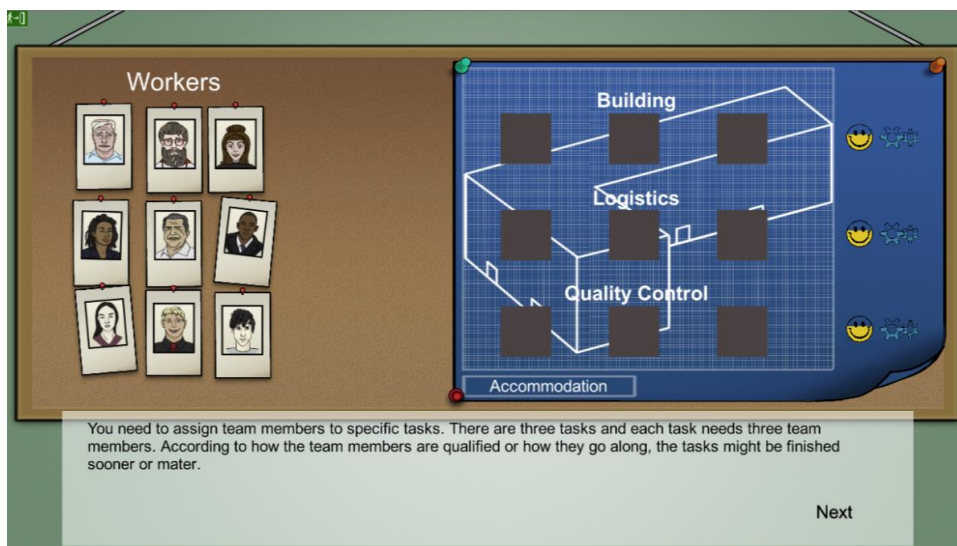 Workers
Building
Logistics
Quality Control
Accommodation
You need to assign team members to specific tasks. There are three tasks and each task needs three team
members. According to how the team members are qualified or how they go along, the tasks might be finished
sooner or mater.
Next